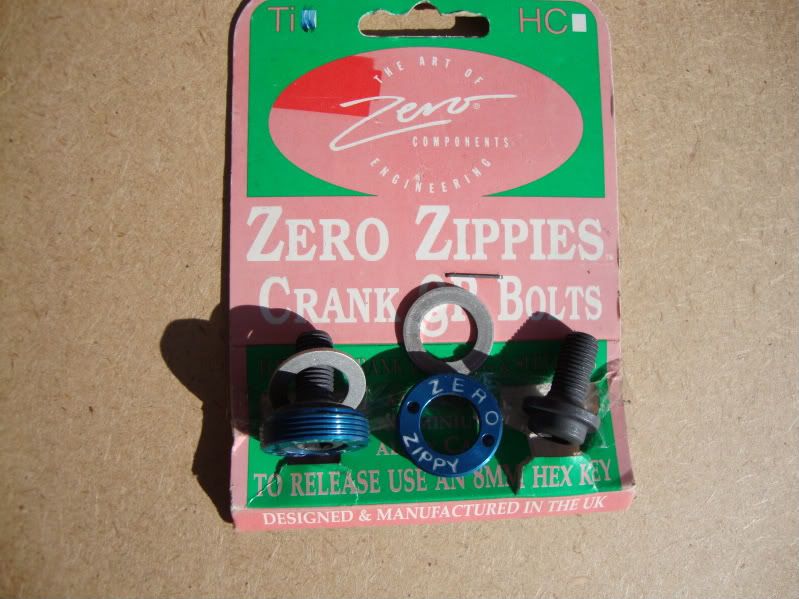 Ti HC
THE ART OF
Zero®
COMPONENTS
ENGINEERING
ZERO ZIPPIES™
CRANK BOLTS
ZERO
ZIPPY
TO RELEASE USE AN 8MM HEX KEY
DESIGNED & MANUFACTURED IN THE UK